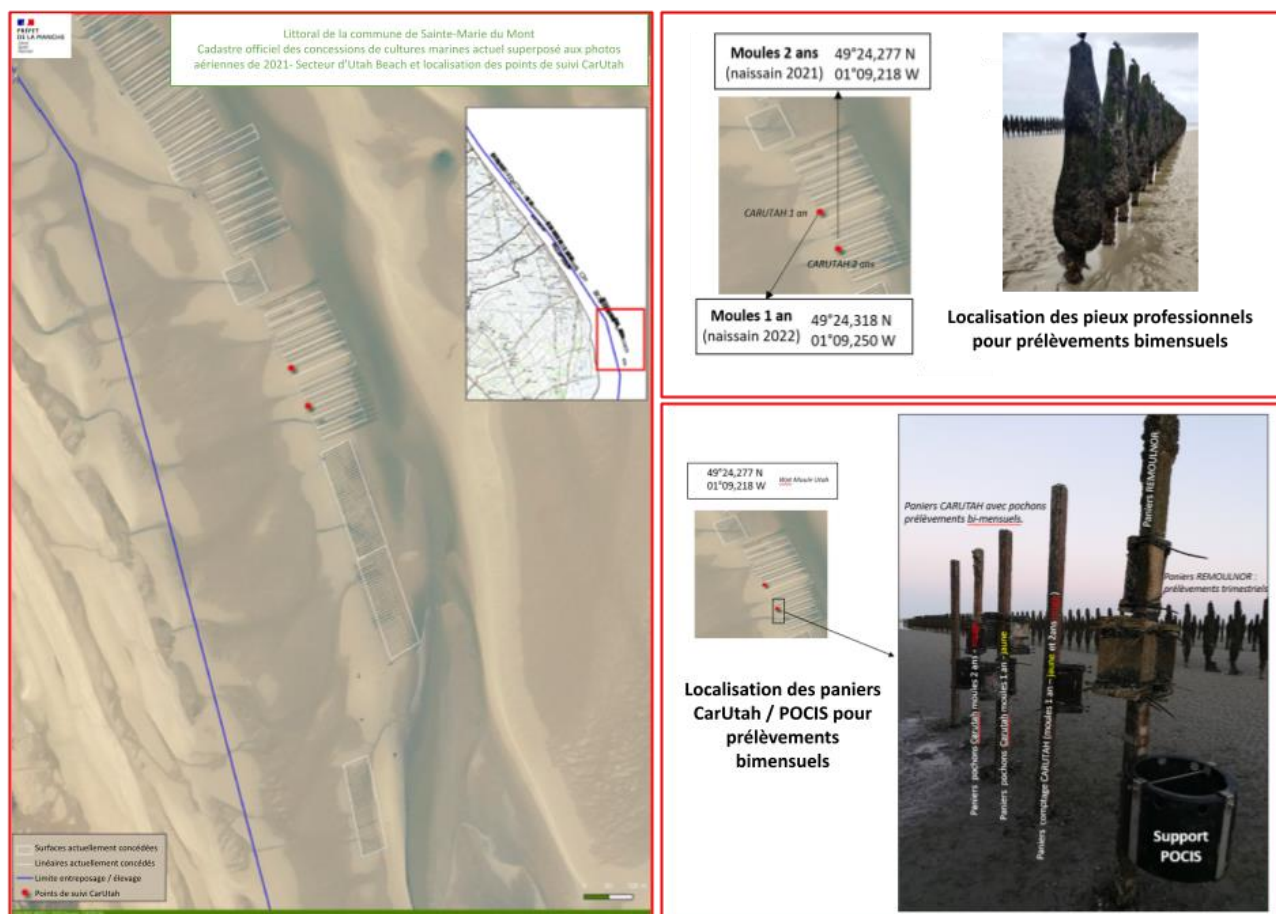 PRÉFET
DE LA MANCHE
Littoral de la commune de Sainte-Marie du Mont
Cadastre officiel des concessions de cultures marines actuel superposé aux photos
aériennes de 2021- Secteur d'Utah Beach et localisation des points de suivi CarUtah
Surfaces actuellement concédées
Linéaires actuellement concédés
Limite entreposage / élevage
Points de suivi CarUtah
Moules 2 ans 49°24,277 N
(naissain 2021) 01°09,218 W
CARUTAH 1 an
CARUTAH 2 ans
Moules 1 an 49°24,318 N
(naissain 2022) 01°09,250 W
Localisation des pieux professionnels
pour prélèvements bimensuels
49°24,277 N
01°09,218 W
Moule Utah
Localisation des paniers
CarUtah / POCIS pour
prélèvements
bimensuels
Paniers CARUTAH avec pochons
prélèvements bi-mensuels.
Paniers REMOULNOR
Paniers REMOULNOR :
prélèvements trimestriels
Paniers pochons Carutah moules 2 ans -
Paniers pochons Carutah moules 1 an - jaune
Paniers comptage CARUTAH (moules 1 an – jaune et 2ans
Support
POCIS